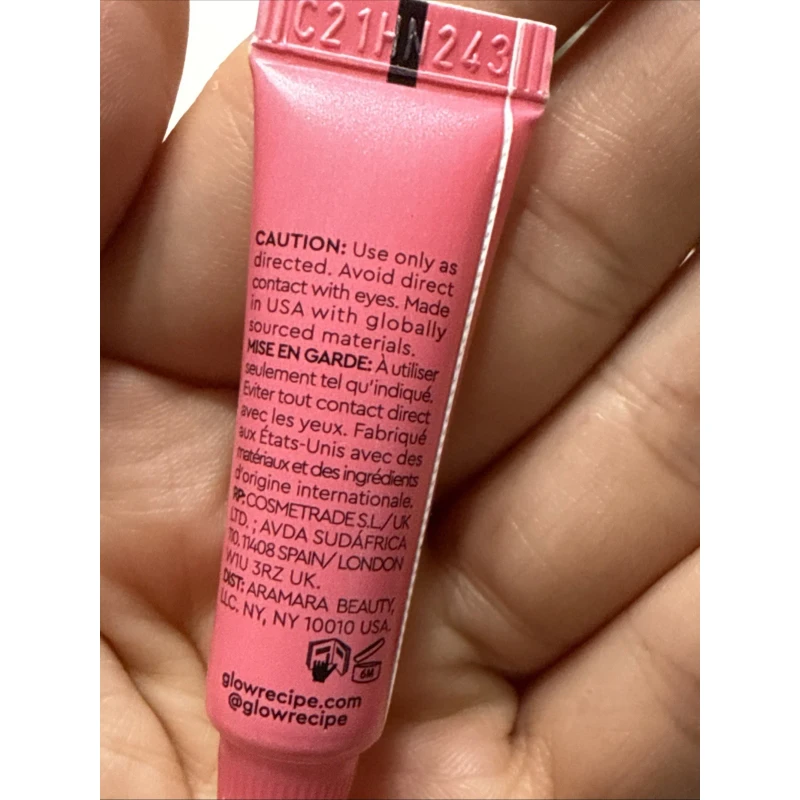 C21HN243
CAUTION: Use only as
directed. Avoid direct
contact with eyes. Made
in USA with globally
sourced materials.
MISE EN GARDE: À utiliser
seulement tel qu'indiqué.
Éviter tout contact direct
avec les yeux. Fabriqué
aux États-Unis avec des
matériaux et des ingrédients
d'origine internationale.
RP: COSMETRADE S.L./UK
LTD. ; AVDA SUDÁFRICA
110. 11408 SPAIN/ LONDON
W1U 3RZ UK.
DIST: ARAMARA BEAUTY,
LLC. NY, NY 10010 USA.
6M
glowrecipe.com
@glowrecipe